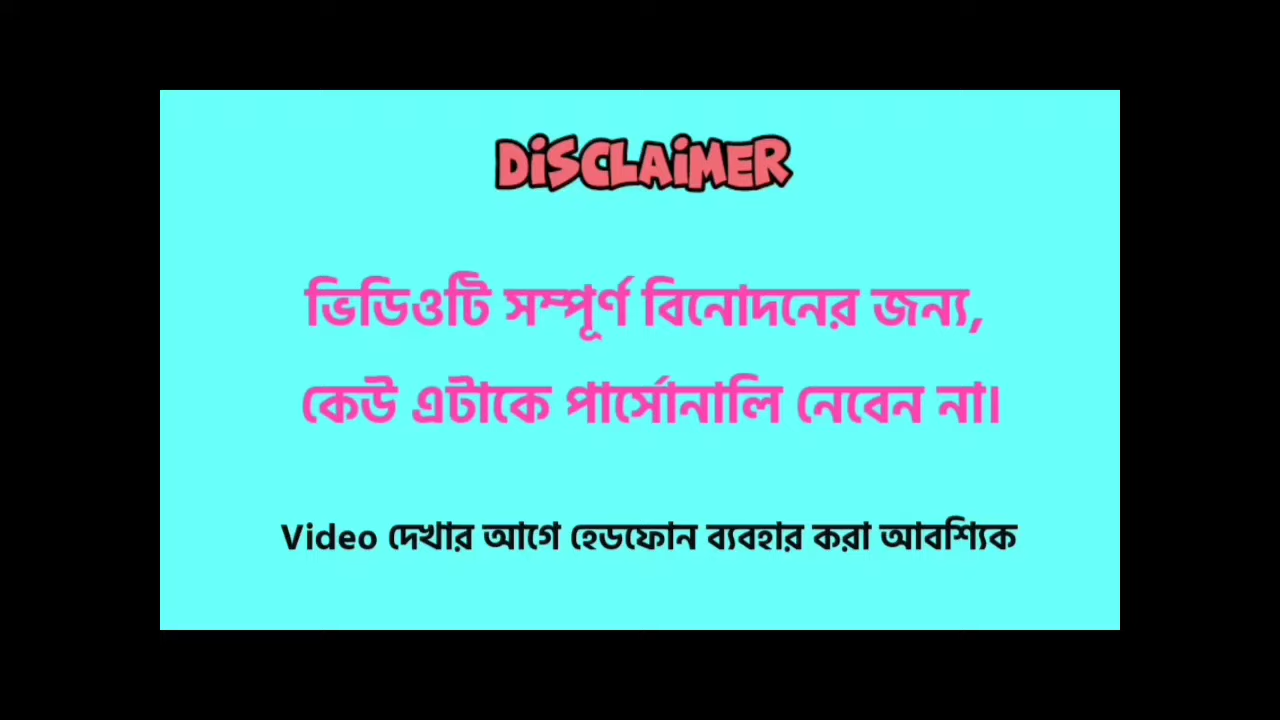 DISCLAIMER
ভিডিওটি সম্পূর্ণ বিনোদনের জন্য,
কেউ এটাকে পার্সোনালি নেবেন না।
Video দেখার আগে হেডফোন ব্যবহার করা আবশ্যিক